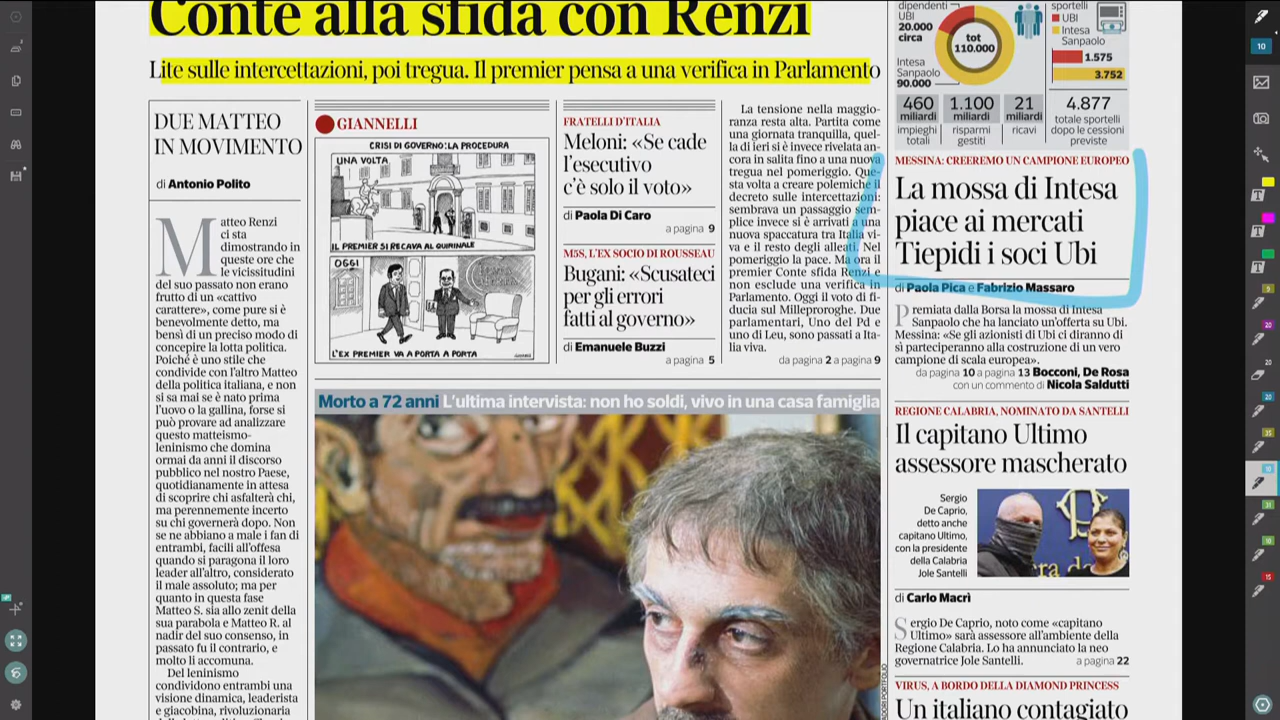 Conte alla sfida con Renzi
Lite sulle intercettazioni, poi tregua. Il premier pensa a una verifica in Parlamento
DUE MATTEO
IN MOVIMENTO
di Antonio Polito
Matteo Renzi
ci sta
dimostrando in
queste ore che
le vicissitudini
del suo passato non erano
frutto di un «cattivo
carattere», come pure si è
benevolmente detto, ma
bensì di un preciso modo di
concepire la lotta politica.
Poiché è uno stile che
condivide con l'altro Matteo
della politica italiana, e non
si sa mai se è nato prima
l'uovo o la gallina, forse si
può provare ad analizzare
questo matteismo-
leninismo che domina
ormai da anni il discorso
pubblico nel nostro Paese,
quotidianamente in attesa
di scoprire chi asfalterà chi,
ma perennemente incerto
su chi governerà dopo. Non
se ne abbiano a male i fan di
entrambi, facili all'offesa
quando si paragona il loro
leader all'altro, considerato
il male assoluto; ma per
quanto in questa fase
Matteo S. sia allo zenit della
sua parabola e Matteo R. al
nadir del suo consenso, in
passato fu il contrario, e
molto li accomuna.
Del leninismo
condividono entrambi una
visione dinamica, leaderista
e giacobina, rivoluzionaria
GIANNELLI
CRISI DI GOVERNO: LA PROCEDURA
UNA VOLTA
IL PREMIER SI RECAVA AL QUIRINALE
OGGI
L'EX PREMIER VA A PORTA A PORTA
FRATELLI D'ITALIA
Meloni: «Se cade
l'esecutivo
c'è solo il voto»
di Paola Di Caro
a pagina 9
M5S, L'EX SOCIO DI ROUSSEAU
Bugani: «Scusateci
per gli errori
fatti al governo»
di Emanuele Buzzi
a pagina 5
La tensione nella maggio-
ranza resta alta. Partita come
una giornata tranquilla, quel-
la di ieri si è invece rivelata an-
cora in salita fino a una nuova
tregua nel pomeriggio. Que-
sta volta a creare polemiche il
decreto sulle intercettazioni:
sembrava un passaggio sem-
plice invece si è arrivati a una
nuova spaccatura tra Italia vi-
va e il resto degli alleati. Nel
pomeriggio la pace. Ma ora il
premier Conte sfida Renzi e
non esclude una verifica in
Parlamento. Oggi il voto di fi-
ducia sul Milleproroghe. Due
parlamentari, Uno del Pd e
uno di Leu, sono passati a Ita-
lia viva.
da pagina 2 a pagina 9
Morto a 72 anni L'ultima intervista: non ho soldi, vivo in una casa famiglia
dipendenti
UBI
20.000
circa
Intesa
Sanpaolo
90.000
tot
110.000
sportelli
UBI
Intesa
Sanpaolo
1.575
3.752
460
miliardi
impieghi
totali
1.100
miliardi
risparmi
gestiti
21
miliardi
ricavi
4.877
totale sportelli
dopo le cessioni
previste
MESSINA: CREEREMO UN CAMPIONE EUROPEO
La mossa di Intesa
piace ai mercati
Tiepidi i soci Ubi
di Paola Pica e Fabrizio Massaro
Premiata dalla Borsa la mossa di Intesa
Sanpaolo che ha lanciato un'offerta su Ubi.
Messina: «Se gli azionisti di Ubi ci diranno di
sì parteciperanno alla costruzione di un vero
campione di scala europea».
da pagina 10 a pagina 13 Bocconi, De Rosa
con un commento di Nicola Saldutti
REGIONE CALABRIA, NOMINATO DA SANTELLI
Il capitano Ultimo
assessore mascherato
Sergio
De Caprio,
detto anche
capitano Ultimo,
con la presidente
della Calabria
Jole Santelli
di Carlo Macrì
Sergio De Caprio, noto come «capitano
Ultimo» sarà assessore all'ambiente della
Regione Calabria. Lo ha annunciato la neo
governatrice Jole Santelli.
a pagina 22
VIRUS, A BORDO DELLA DIAMOND PRINCESS
Un italiano contagiato